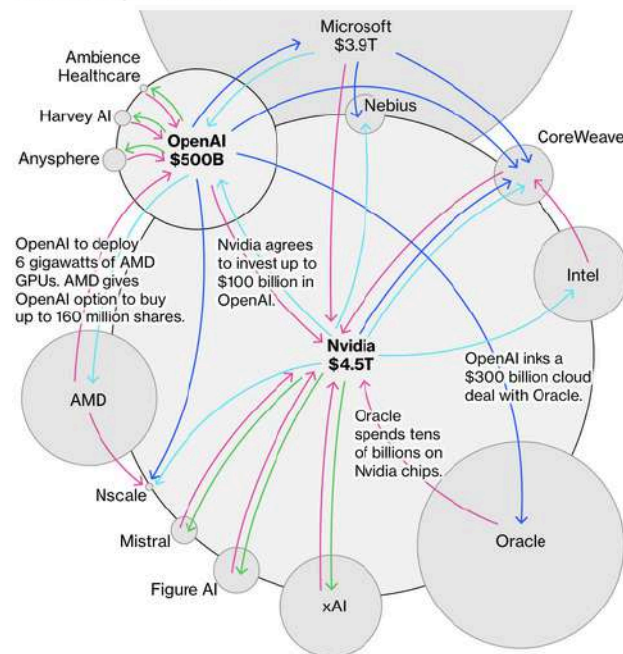 Microsoft
$3.9T
Ambience
Healthcare
Harvey AI
Anysphere
OpenAI
$500B
Nebius
CoreWeave
OpenAI to deploy
6 gigawatts of AMD
GPUs. AMD gives
OpenAI option to buy
up to 160 million shares.
Nvidia agrees
to invest up to
$100 billion in
OpenAI.
Intel
Nvidia
$4.5T
OpenAI inks a
$300 billion cloud
deal with Oracle.
AMD
Oracle
spends tens
of billions on
Nvidia chips.
Nscale
Mistral
Figure AI
xAI
Oracle